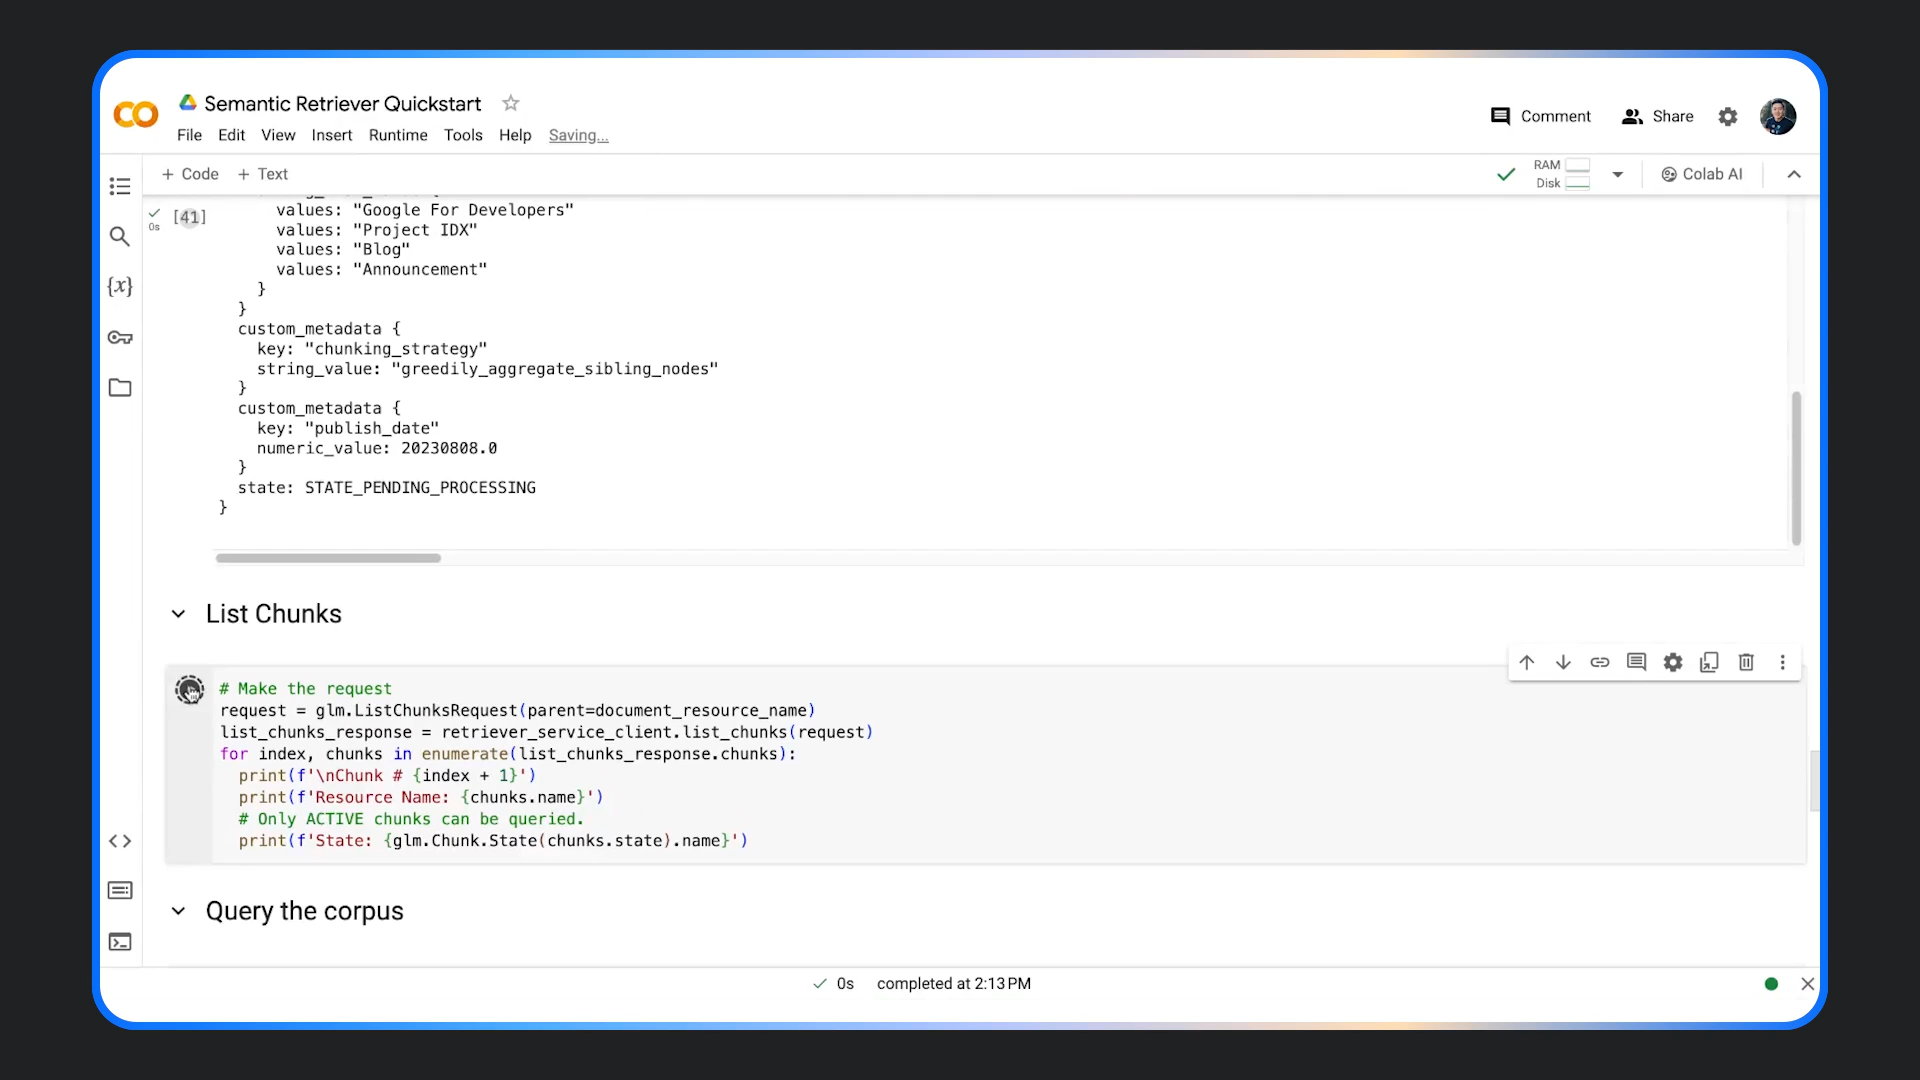 Semantic Retriever Quickstart
File Edit View Insert Runtime Tools Help Saving...
Comment Share
+ Code + Text
RAM
Disk
Colab AI
0s
[41]
values: "Google For Developers"
values: "Project IDX"
values: "Blog"
values: "Announcement"
}
}
custom_metadata {
key: "chunking_strategy"
string_value: "greedily_aggregate_sibling_nodes"
}
custom_metadata {
key: "publish_date"
numeric_value: 20230808.0
}
state: STATE_PENDING_PROCESSING
}
List Chunks
# Make the request
request = glm.ListChunksRequest(parent=document_resource_name)
list_chunks_response = retriever_service_client.list_chunks(request)
for index, chunks in enumerate(list_chunks_response.chunks):
print(f'\nChunk # {index + 1}')
print(f'Resource Name: {chunks.name}')
# Only ACTIVE chunks can be queried.
print(f'State: {glm.Chunk.State(chunks.state).name}')
Query the corpus
0s completed at 2:13 PM